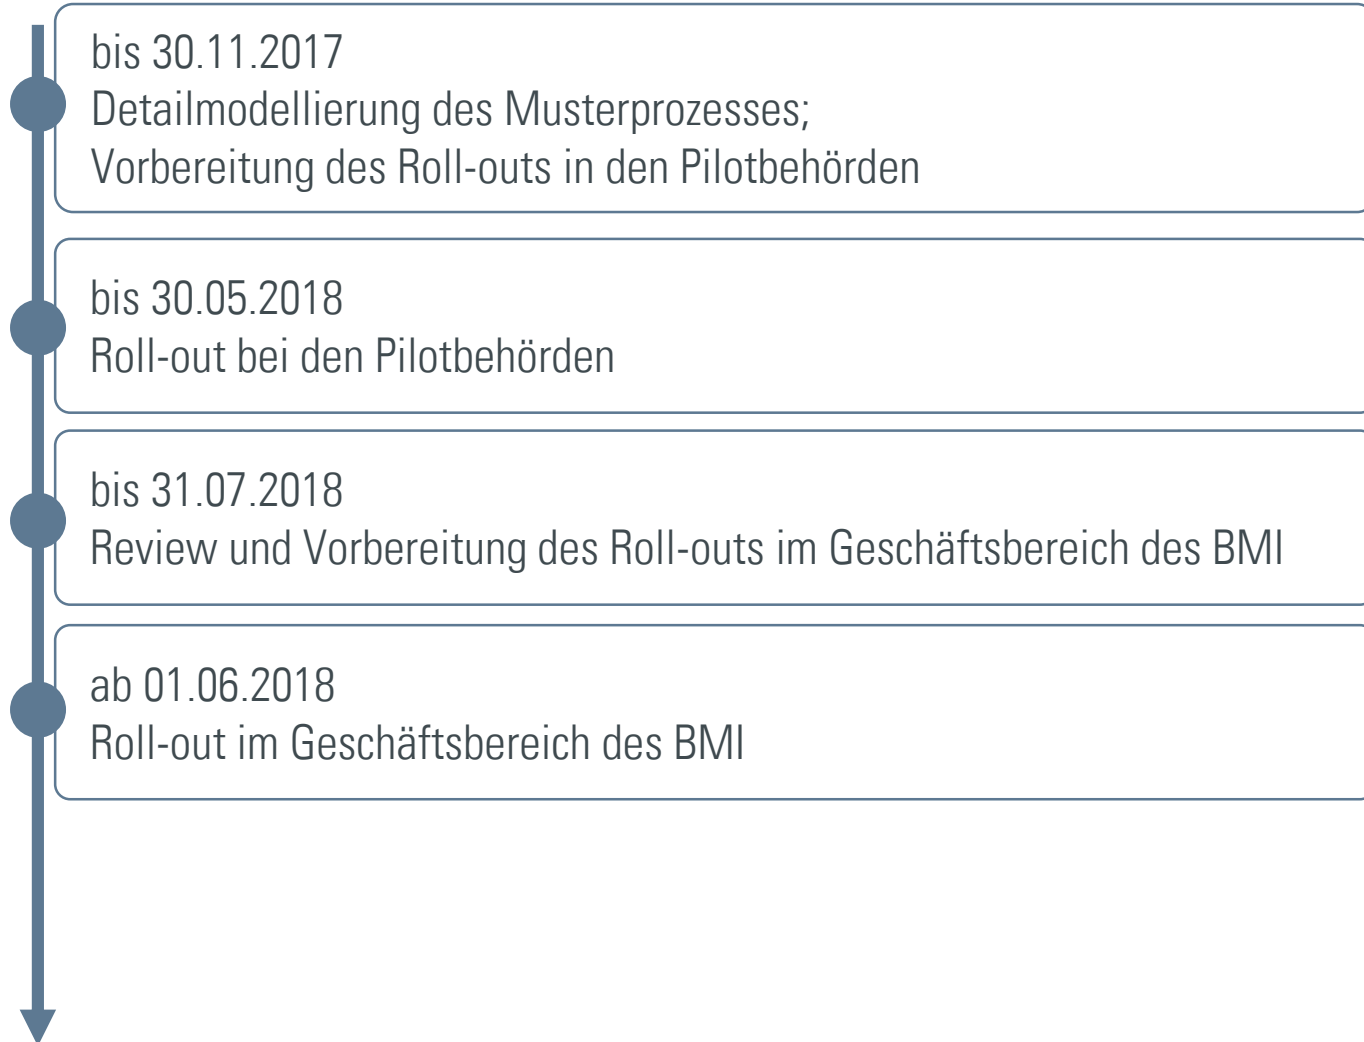 bis 30.11.2017
Detailmodellierung des Musterprozesses;
Vorbereitung des Roll-outs in den Pilotbehörden
bis 30.05.2018
Roll-out bei den Pilotbehörden
bis 31.07.2018
Review und Vorbereitung des Roll-outs im Geschäftsbereich des BMI
ab 01.06.2018
Roll-out im Geschäftsbereich des BMI